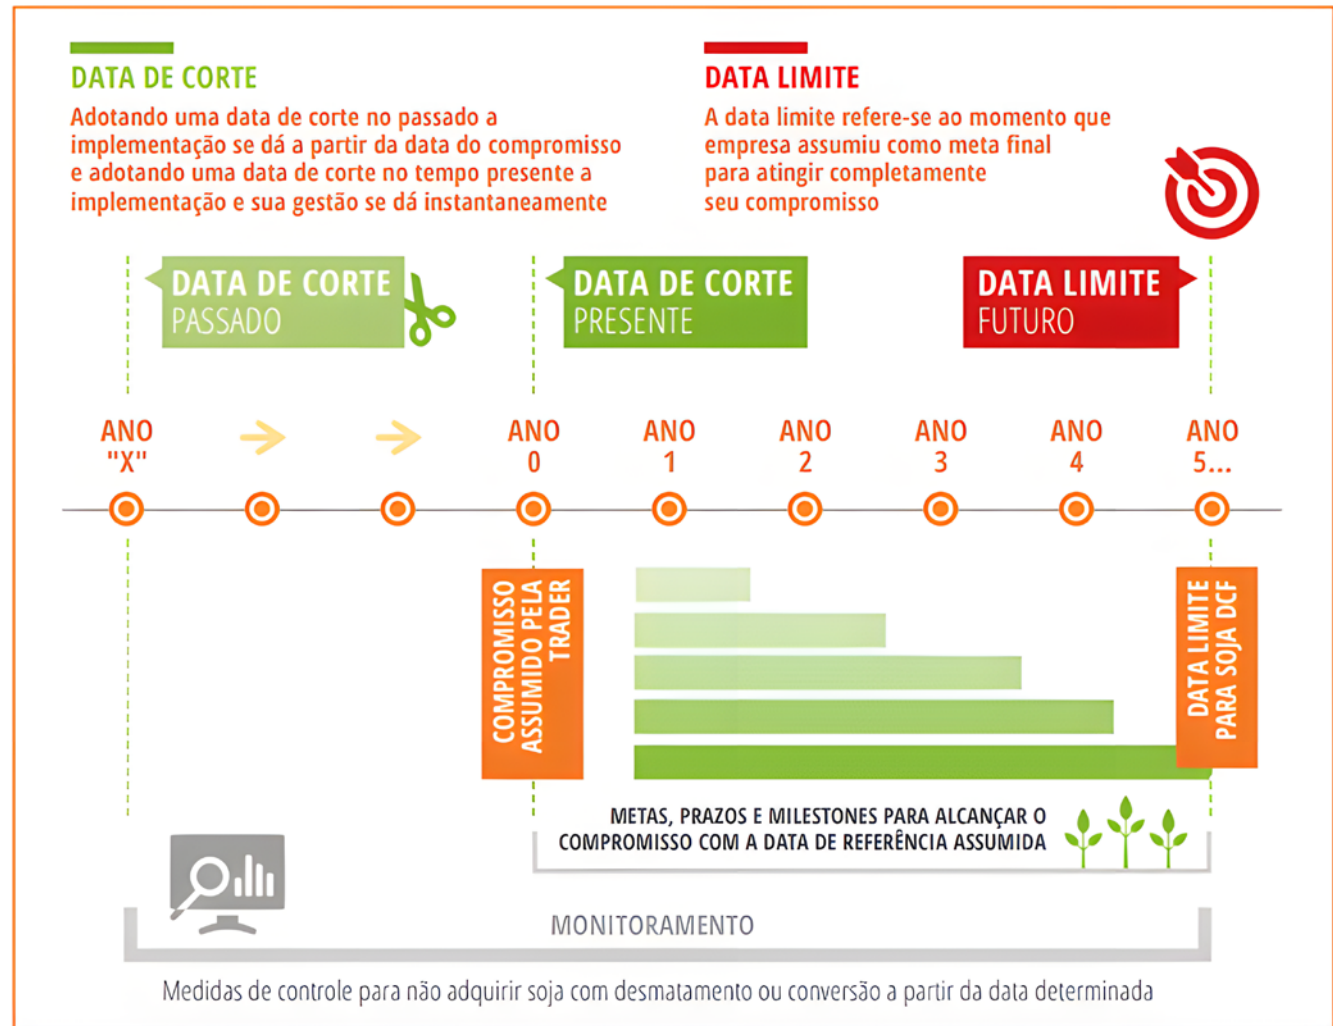 DATA DE CORTE
Adotando uma data de corte no passado a
implementação se dá a partir da data do compromisso
e adotando uma data de corte no tempo presente a
implementação e sua gestão se dá instantaneamente
DATA LIMITE
A data limite refere-se ao momento que
empresa assumiu como meta final
para atingir completamente
seu compromisso
DATA DE CORTE
PASSADO
DATA DE CORTE
PRESENTE
DATA LIMITE
FUTURO
ANO
"X"
ANO
0
ANO
1
ANO
2
ANO
3
ANO
4
ANO
5...
COMPROMISSO
ASSUMIDO PELA
TRADER
DATA LIMITE
PARA SOJA DCF
METAS, PRAZOS E MILESTONES PARA ALCANÇAR O
COMPROMISSO COM A DATA DE REFERÊNCIA ASSUMIDA
MONITORAMENTO
Medidas de controle para não adquirir soja com desmatamento ou conversão a partir da data determinada